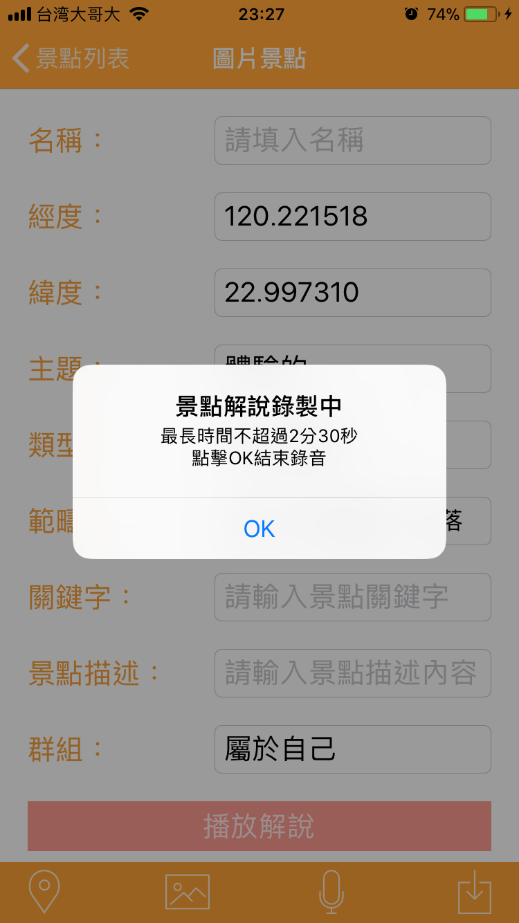 台湾大哥大
23:27
74%
景點列表
圖片景點
名稱：
請填入名稱
經度：
120.221518
緯度：
22.997310
主題：
體驗的
景點解說錄製中
最長時間不超過2分30秒
點擊OK結束錄音
類型
範疇
落
OK
關鍵字：
請輸入景點關鍵字
景點描述：
請輸入景點描述內容
群組：
屬於自己
播放解說